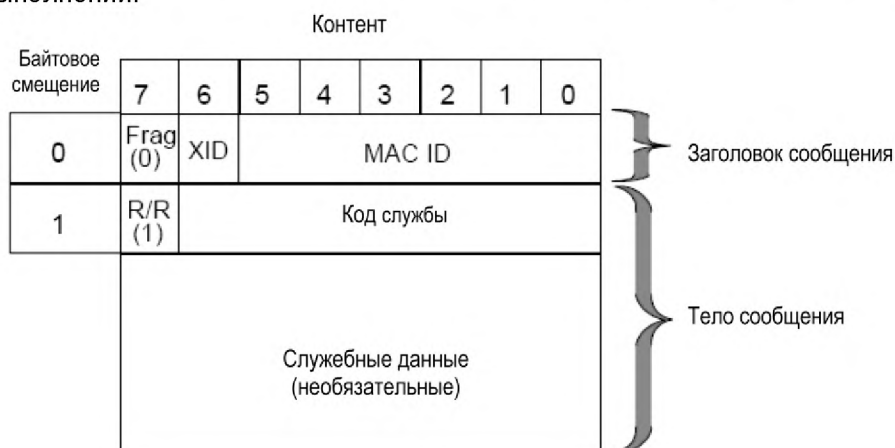 Контент
Байтовое
смещение
7 6 5 4 3 2 1 0
0 Frag (0) XID MAC ID
Заголовок сообщения
1 R/R (1) Код службы
Тело сообщения
Служебные данные
(необязательные)